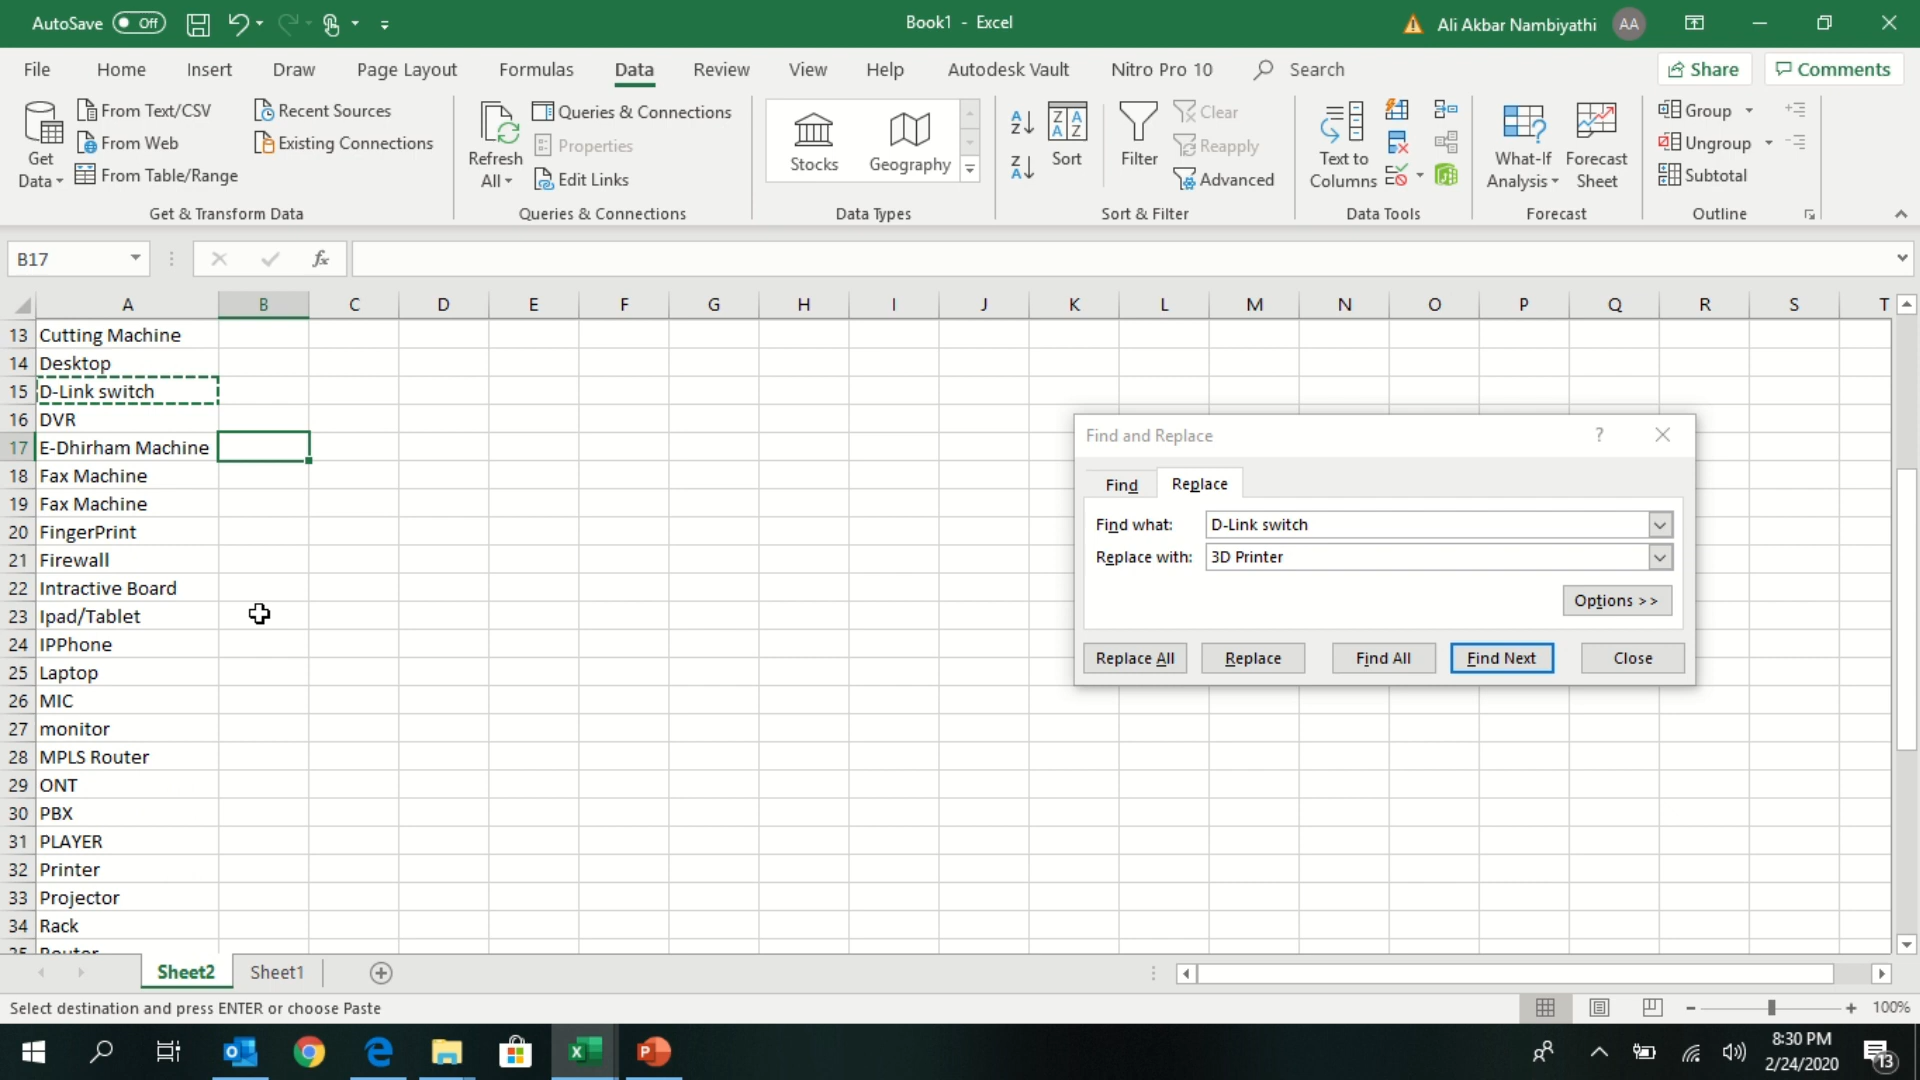 AutoSave Off
Book1 - Excel
Ali Akbar Nambiyathi AA
File Home Insert Draw Page Layout Formulas Data Review View Help Autodesk Vault Nitro Pro 10 Search Share Comments
Get Data
From Text/CSV
From Web
From Table/Range
Recent Sources
Existing Connections
Get & Transform Data
Refresh All
Queries & Connections
Properties
Edit Links
Queries & Connections
Stocks
Geography
Data Types
Sort
Filter
Clear
Reapply
Advanced
Sort & Filter
Text to Columns
Data Tools
What-If Analysis
Forecast Sheet
Forecast
Group
Ungroup
Subtotal
Outline
B17 fx
A B C D E F G H I J K L M N O P Q R S T
13 Cutting Machine
14 Desktop
15 D-Link switch
16 DVR
17 E-Dhirham Machine
18 Fax Machine
19 Fax Machine
20 FingerPrint
21 Firewall
22 Intractive Board
23 Ipad/Tablet
24 IPPhone
25 Laptop
26 MIC
27 monitor
28 MPLS Router
29 ONT
30 PBX
31 PLAYER
32 Printer
33 Projector
34 Rack
35 Router
Find and Replace ?
Find Replace
Find what: D-Link switch
Replace with: 3D Printer
Options >>
Replace All Replace Find All Find Next Close
Sheet2 Sheet1
Select destination and press ENTER or choose Paste
100%
8:30 PM
2/24/2020
13